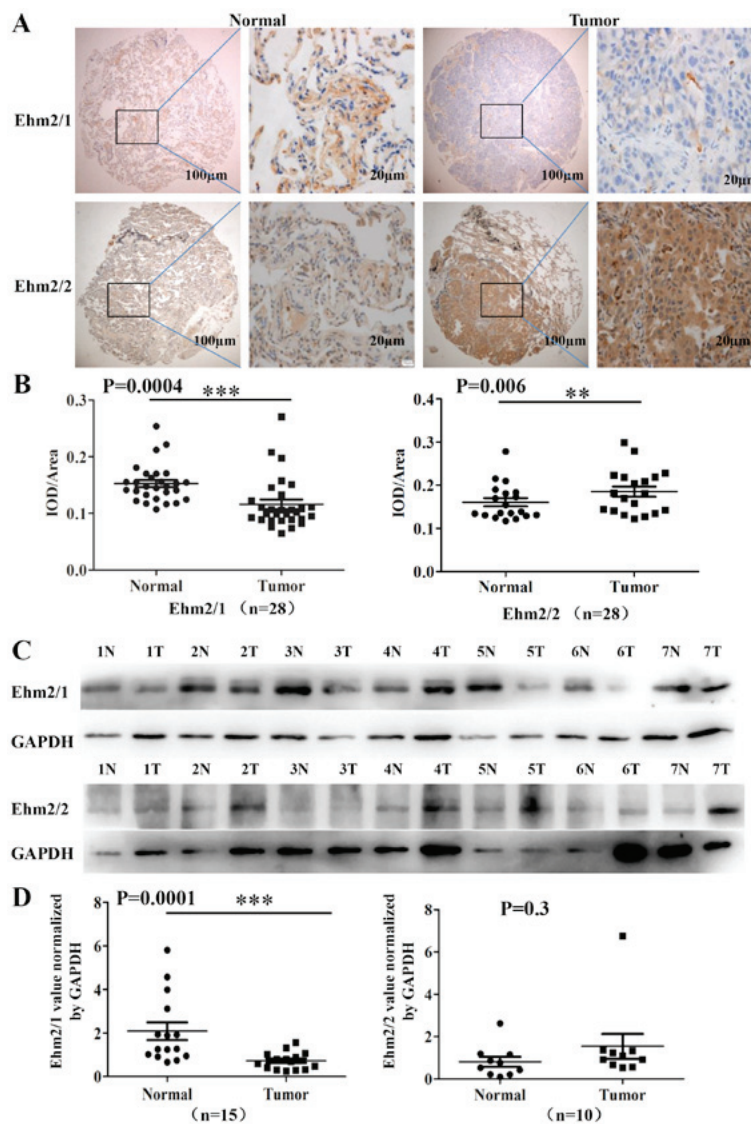 A
Normal Tumor
Ehm2/1
100μm 20μm 100μm 20μm
Ehm2/2
100μm 20μm 100μm 20μm
B
P=0.0004 *** P=0.006 **
IOD/Area
0.3
0.2
0.1
0.0
Normal Tumor
Ehm2/1 （n=28）
IOD/Area
0.4
0.3
0.2
0.1
0.0
Normal Tumor
Ehm2/2 （n=28）
C
1N 1T 2N 2T 3N 3T 4N 4T 5N 5T 6N 6T 7N 7T
Ehm2/1
GAPDH
1N 1T 2N 2T 3N 3T 4N 4T 5N 5T 6N 6T 7N 7T
Ehm2/2
GAPDH
D
P=0.0001 ***
Ehm2/1 value normalized
by GAPDH
8
6
4
2
0
Normal Tumor
（n=15）
P=0.3
Ehm2/2 value normalized
by GAPDH
8
6
4
2
0
Normal Tumor
（n=10）